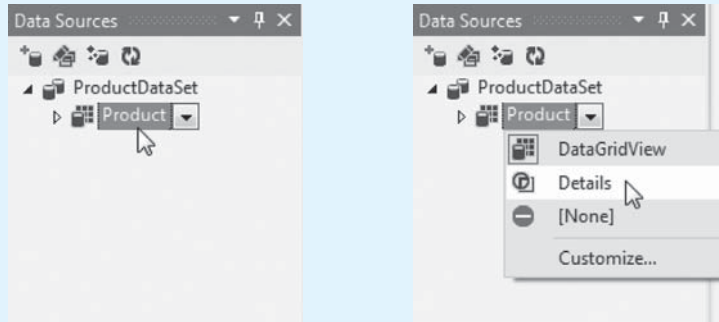 Data Sources
ProductDataSet
Product
Data Sources
ProductDataSet
Product
DataGridView
Details
[None]
Customize...